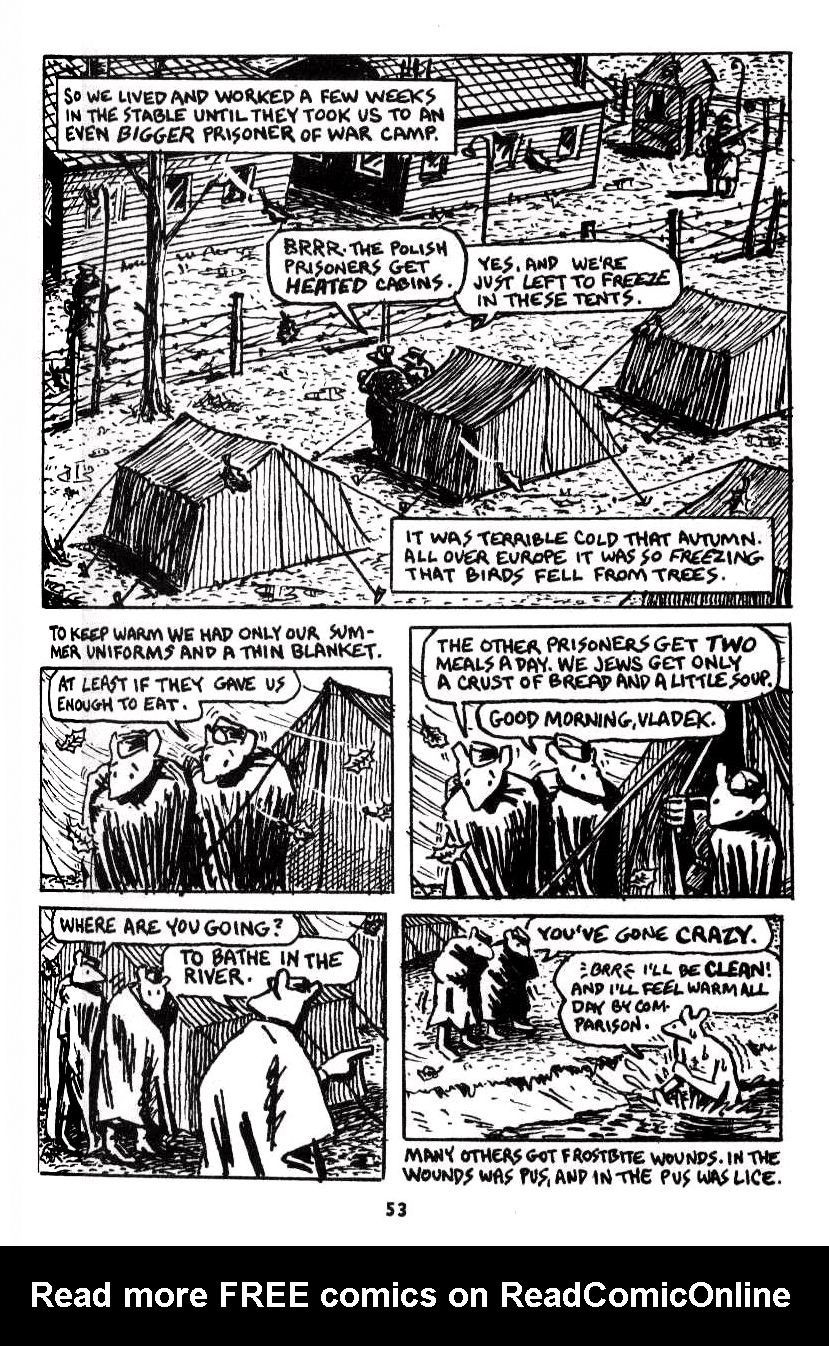 SO WE LIVED AND WORKED A FEW WEEKS
IN THE STABLE UNTIL THEY TOOK US TO AN
EVEN BIGGER PRISONER OF WAR CAMP.
BRRR. THE POLISH
PRISONERS GET
HEATED CABINS.
YES. AND WE'RE
JUST LEFT TO FREEZE
IN THESE TENTS.
IT WAS TERRIBLE COLD THAT AUTUMN.
ALL OVER EUROPE IT WAS SO FREEZING
THAT BIRDS FELL FROM TREES.
TO KEEP WARM WE HAD ONLY OUR SUM-
MER UNIFORMS AND A THIN BLANKET.
AT LEAST IF THEY GAVE US
ENOUGH TO EAT.
THE OTHER PRISONERS GET TWO
MEALS A DAY. WE JEWS GET ONLY
A CRUST OF BREAD AND A LITTLE SOUP.
GOOD MORNING, VLADEK.
WHERE ARE YOU GOING?
TO BATHE IN THE
RIVER.
YOU'VE GONE CRAZY.
BRR I'LL BE CLEAN!
AND I'LL FEEL WARM ALL
DAY BY COM-
PARISON.
MANY OTHERS GOT FROSTBITE WOUNDS. IN THE
WOUNDS WAS PUS, AND IN THE PUS WAS LICE.
53
Read more FREE comics on ReadComicOnline